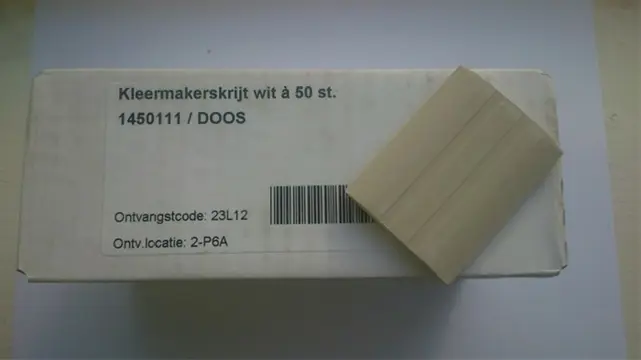 Kleermakerskrijt wit à 50 st.
1450111 / DOOS
Ontvangstcode: 23L12
Ontv.locatie: 2-P6A